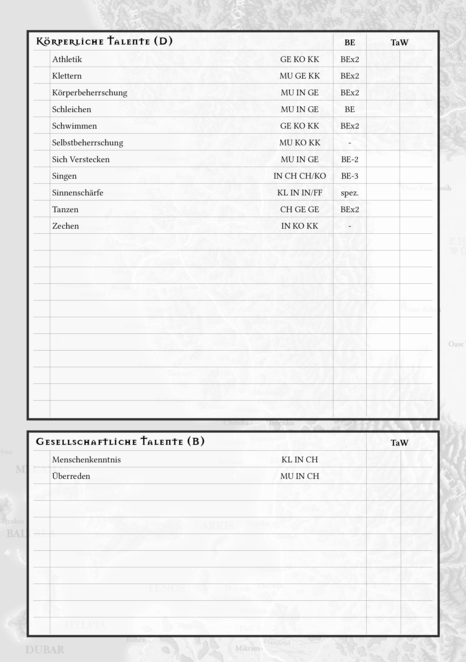 Körperliche Talente (D) BE TaW
Athletik GE KO KK BEx2
Klettern MU GE KK BEx2
Körperbeherrschung MU IN GE BEx2
Schleichen MU IN GE BE
Schwimmen GE KO KK BEx2
Selbstbeherrschung MU KO KK -
Sich Verstecken MU IN GE BE-2
Singen IN CH CH/KO BE-3
Sinnenschärfe KL IN IN/FF spez.
Tanzen CH GE GE BEx2
Zechen IN KO KK -
Gesellschaftliche Talente (B) TaW
Menschenkenntnis KL IN CH
Überreden MU IN CH
DUBAR